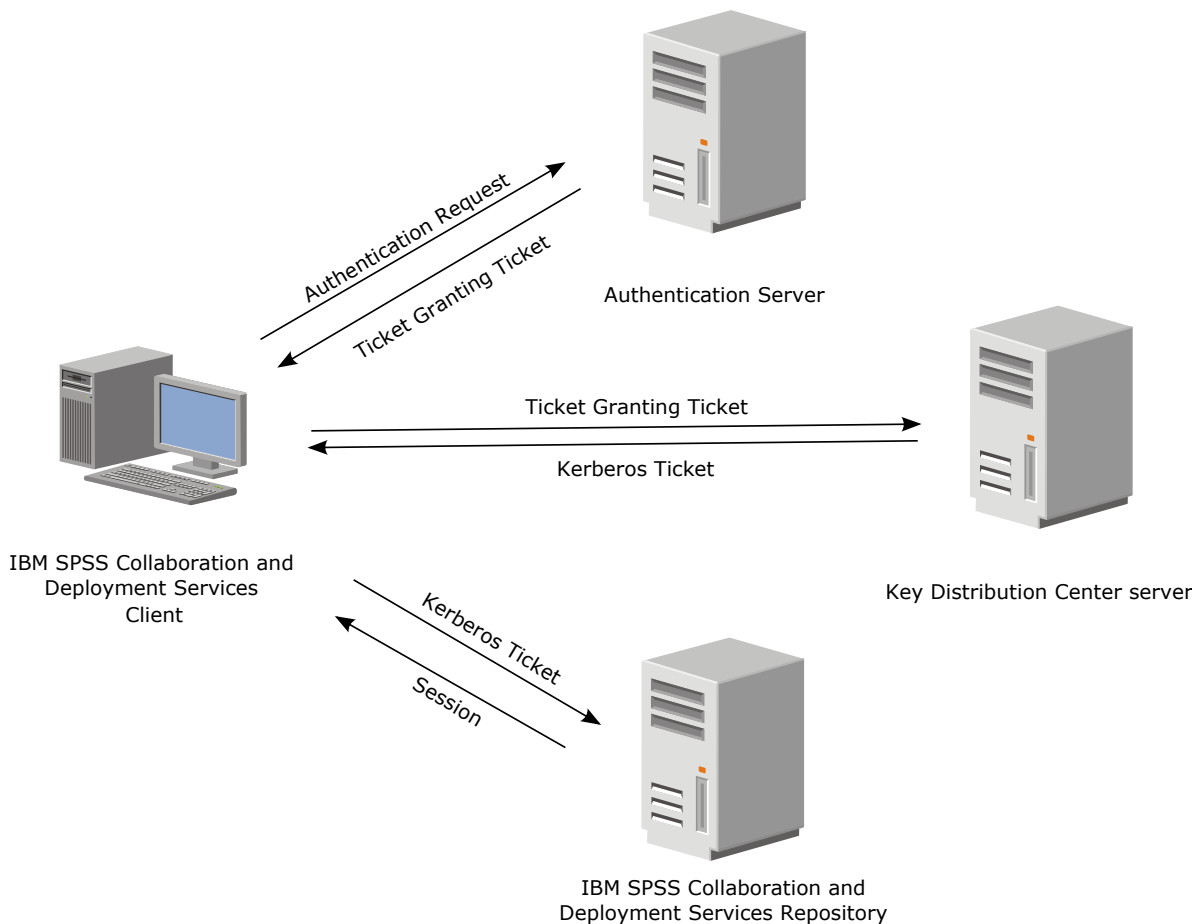 Authentication Request
Ticket Granting Ticket
Authentication Server
Ticket Granting Ticket
Kerberos Ticket
IBM SPSS Collaboration and
Deployment Services
Client
Key Distribution Center server
Kerberos Ticket
Session
IBM SPSS Collaboration and
Deployment Services Repository